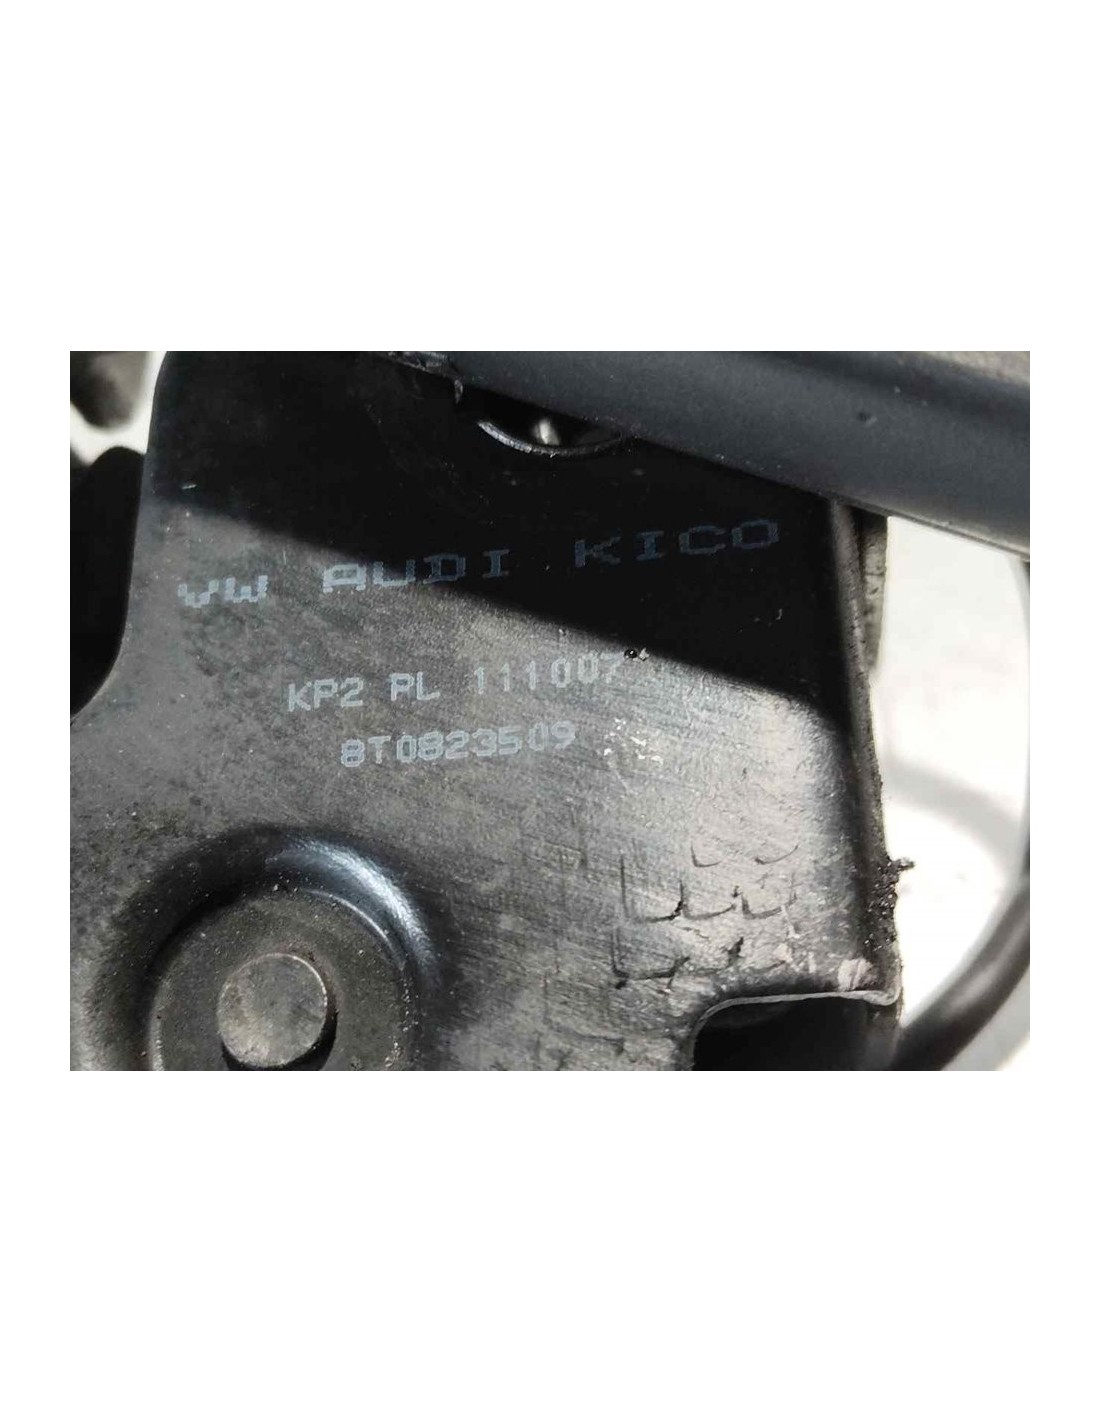 VW AUDI KICO
KP2 PL 111007
8T0823509